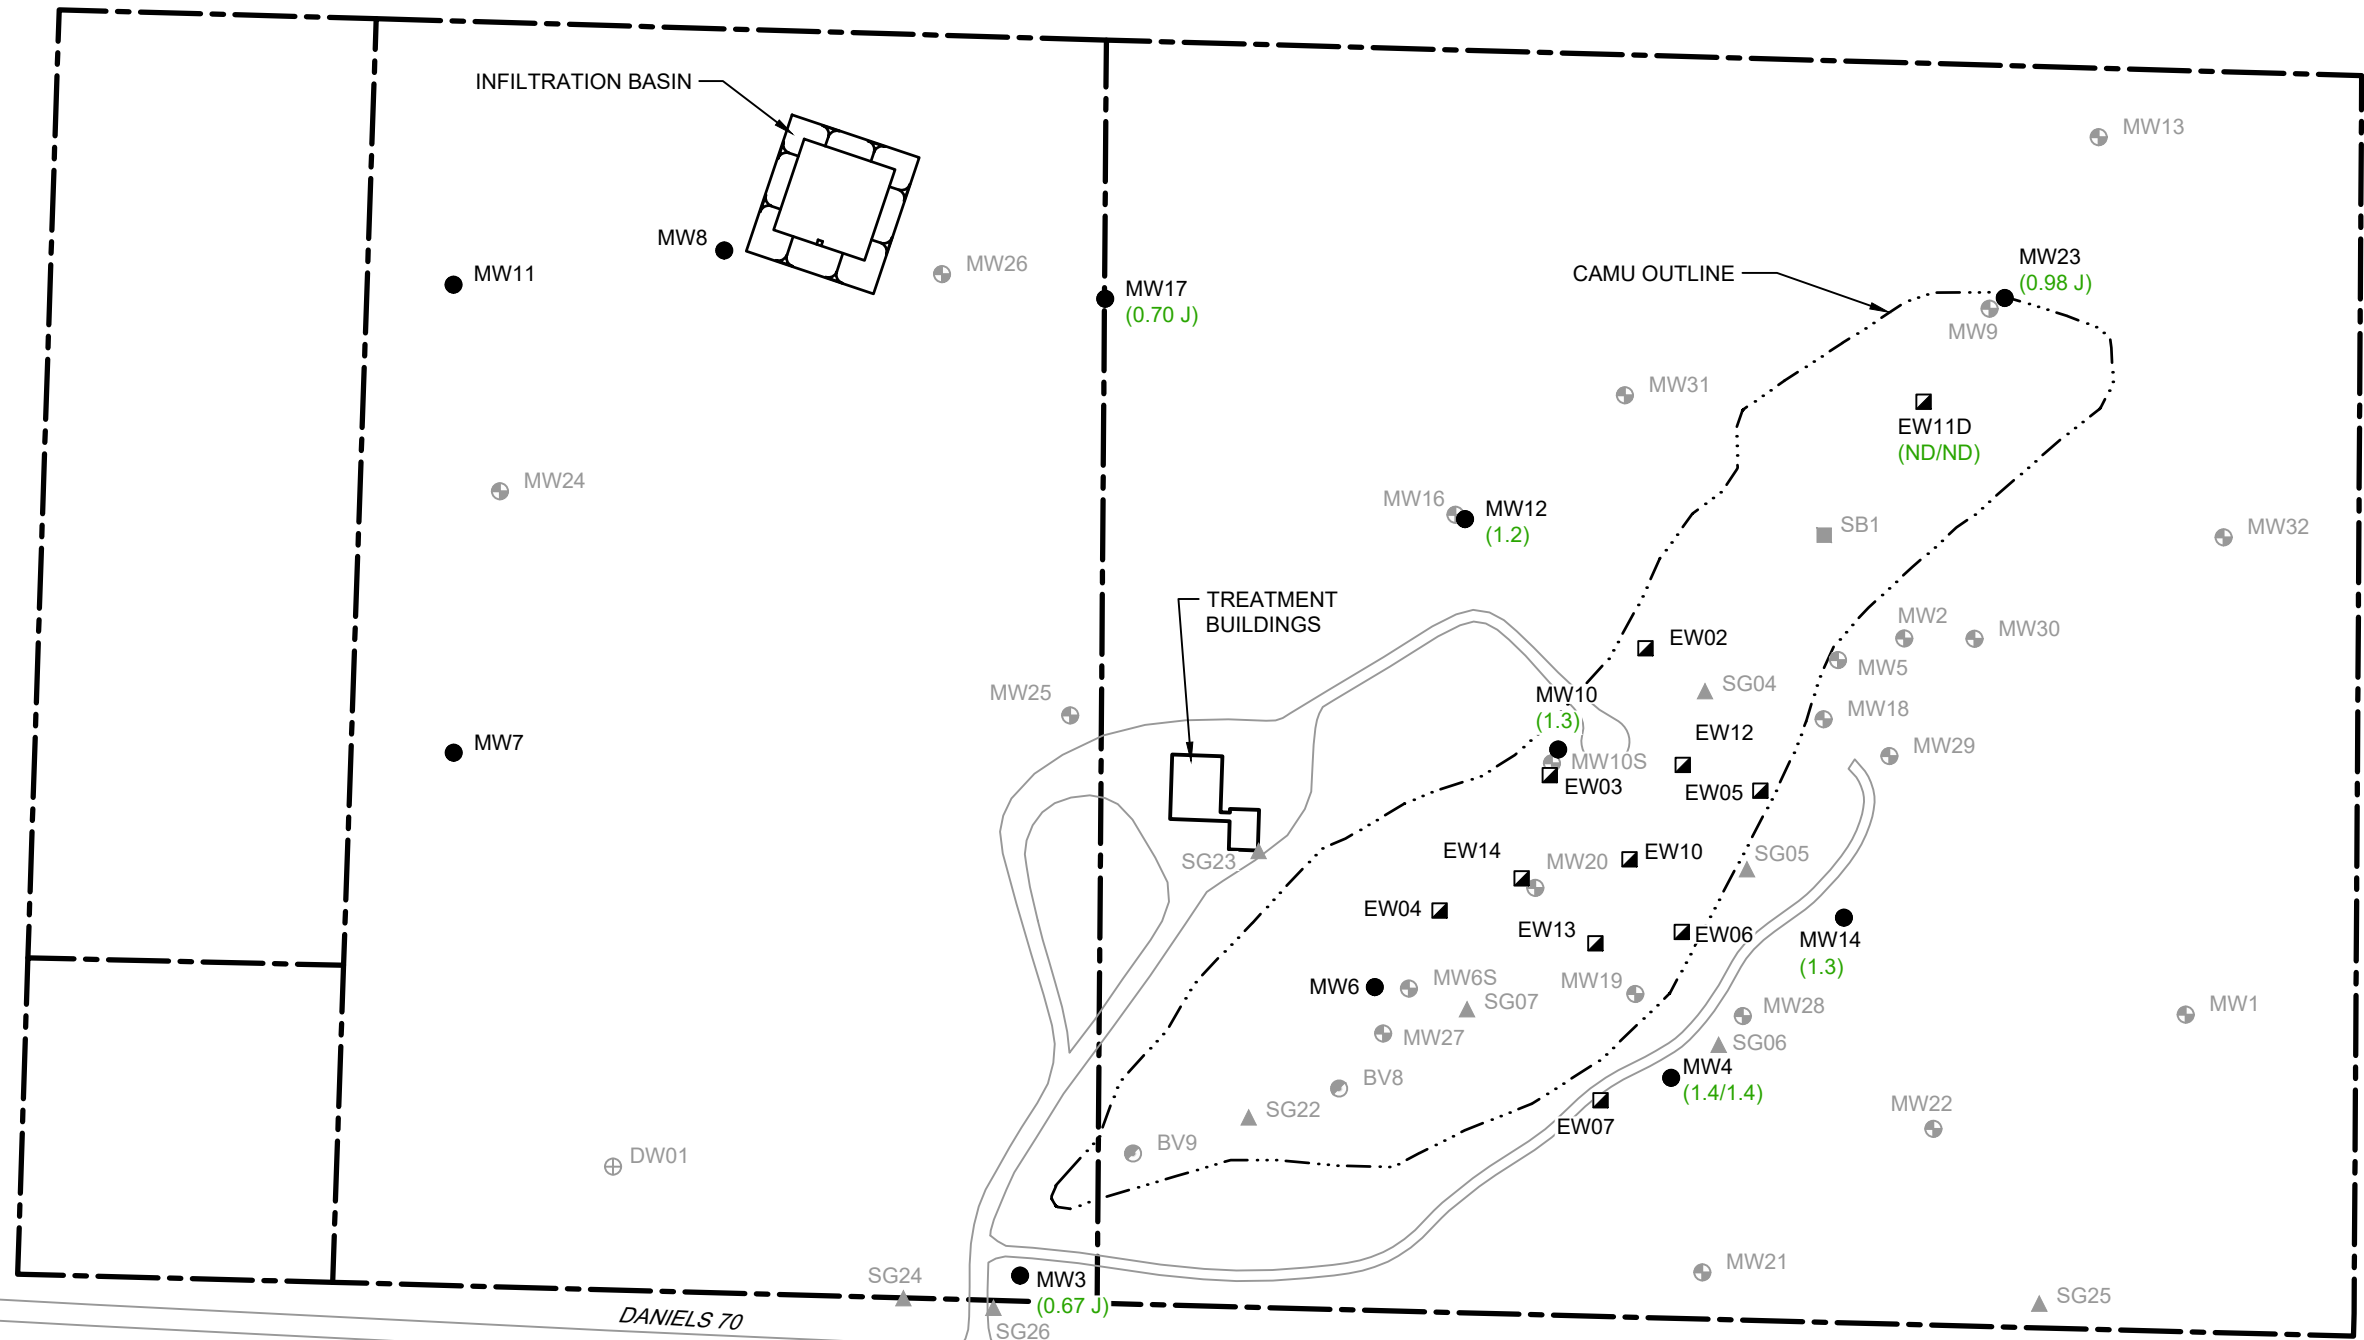 INFILTRATION BASIN
MW13
MW8
MW11
MW26
MW17
(0.70 J)
CAMU OUTLINE
MW23
(0.98 J)
MW9
MW31
EW11D
(ND/ND)
MW24
MW16
MW12
(1.2)
SB1
MW32
TREATMENT
BUILDINGS
EW02
MW2
MW30
MW5
SG04
MW25
MW10
(1.3)
MW18
EW12
MW7
MW29
MW10S
EW03
EW05
SG23
EW14
MW20
EW10
SG05
EW04
EW13
EW06
MW14
(1.3)
MW6
MW6S
MW19
SG07
MW28
MW1
MW27
SG06
MW4
(1.4/1.4)
BV8
SG22
EW07
MW22
BV9
DW01
MW21
SG24
MW3
(0.67 J)
SG25
DANIELS 70
SG26